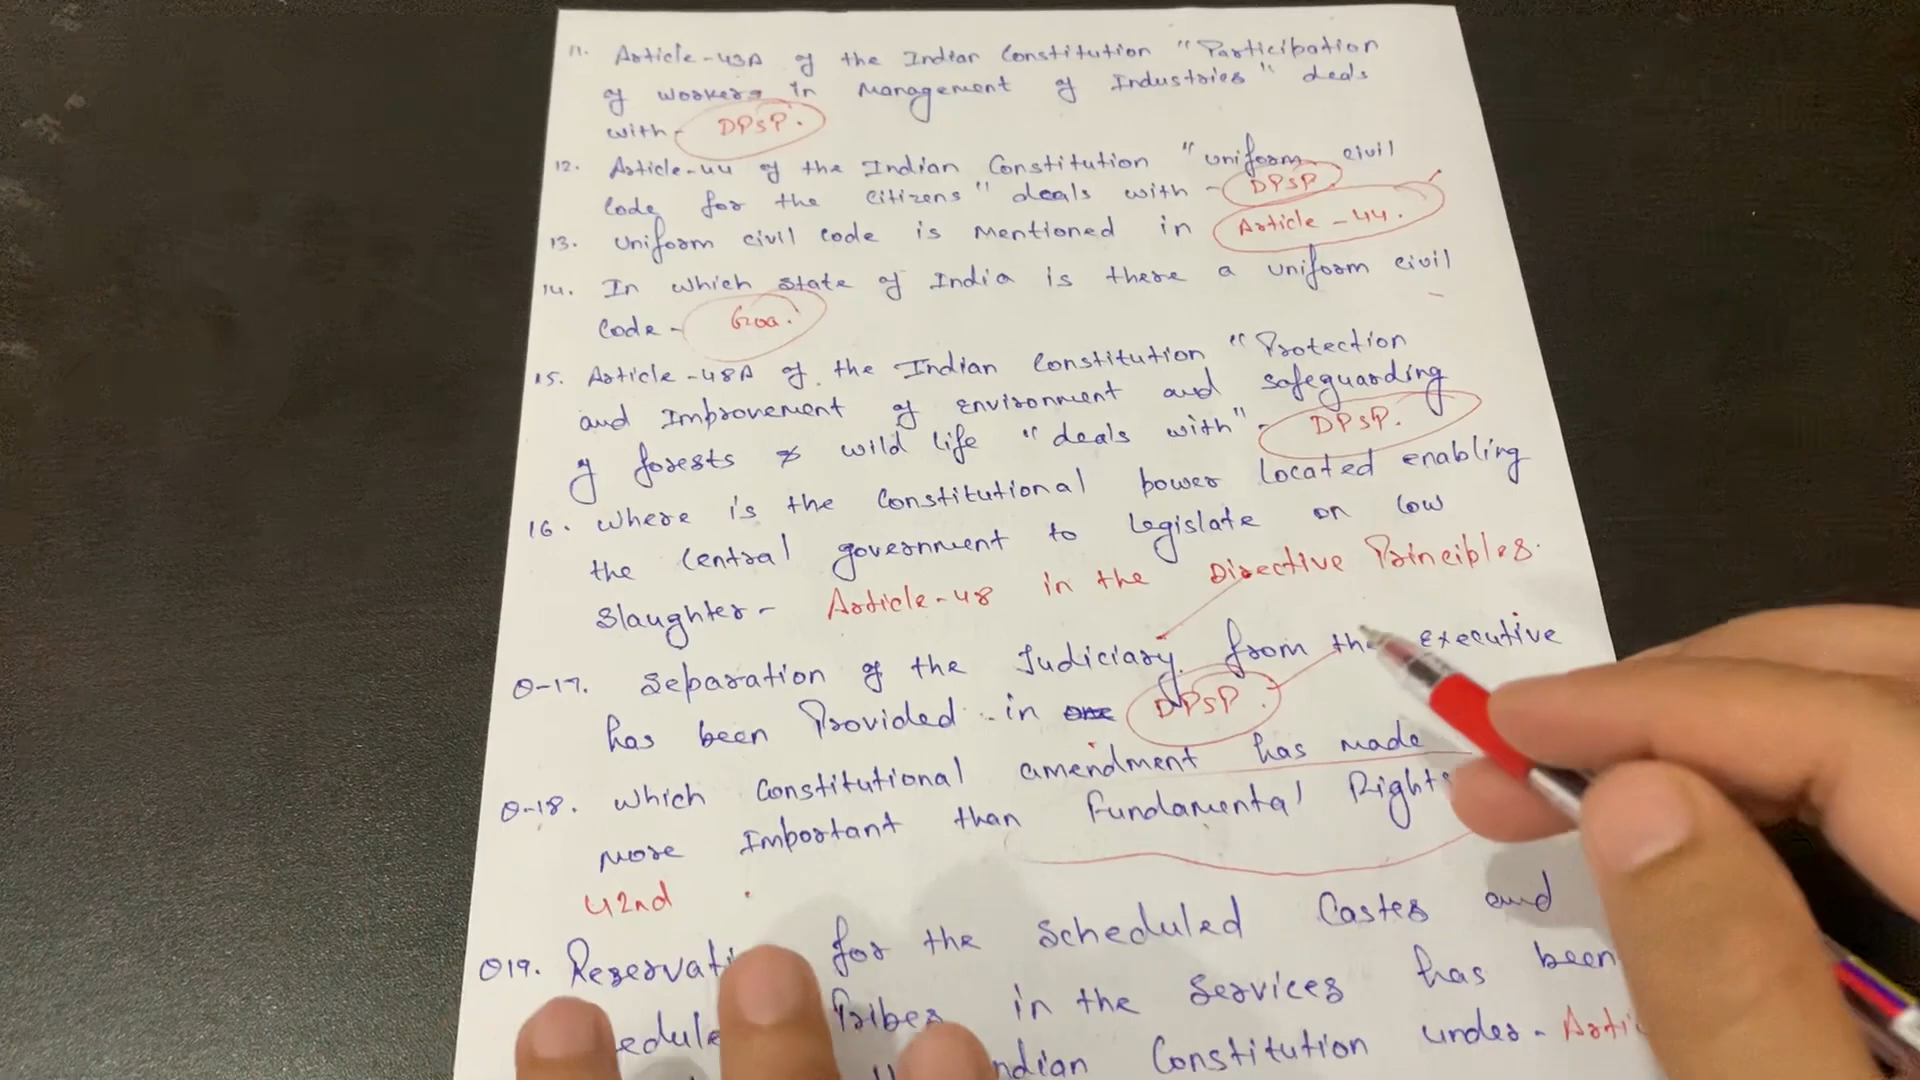 11. Article-43A of the Indian Constitution "Participation
of workers in Management of Industries" deals
with- DPSP.
12. Article-44 of the Indian Constitution "uniform civil
Code for the Citizens" deals with - DPSP
13. Uniform civil Code is Mentioned in Article-44.
14. In which state of India is there a uniform civil
Code - Goa.
15. Article-48A of the Indian Constitution "Protection
and Improvement of Environment and safeguarding
of forests & wild life "deals with"- DPSP.
16. Where is the Constitutional power located enabling
the Central government to Legislate on Cow
Slaughter- Article-48 in the Directive Principles.
Q-17. Separation of the Judiciary from the executive
has been Provided in DPSP.
Q-18. Which Constitutional amendment has made
More Important than Fundamental Rights
42nd
Q19. for the Scheduled Castes and
Tribes in the Services has been
Constitution under-